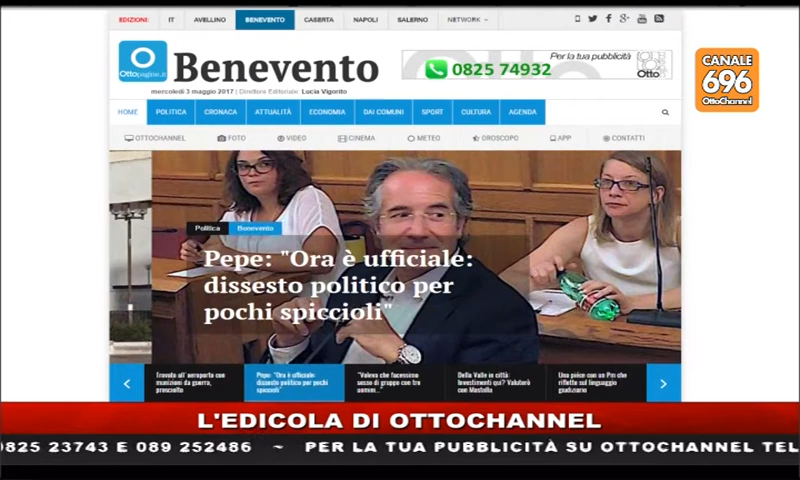 EDIZIONI: IT AVELLINO BENEVENTO CASERTA NAPOLI SALERNO NETWORK
Ottopagine.it
Benevento
Per la tua pubblicità
0825 74932
Otto
mercoledì 3 maggio 2017 | Direttore Editoriale: Lucia Vigorito
CANALE
696
OttoChannel
HOME POLITICA CRONACA ATTUALITÀ ECONOMIA DAI COMUNI SPORT CULTURA AGENDA
OTTOCHANNEL FOTO VIDEO CINEMA METEO OROSCOPO APP CONTATTI
Politica Benevento
Pepe: "Ora è ufficiale:
dissesto politico per
pochi spiccioli"
Trovato all'aeroporto con
munizioni da guerra,
prosciolto
Pepe: "Ora è ufficiale:
dissesto politico per pochi
spiccioli"
"Voleva che facessimo
sesso di gruppo con tre
uomini..."
Della Valle in città:
Investimenti qui? Valuterò
con Mastella
Una pièce con un Pm che
riflette sul linguaggio
giudiziario
L'EDICOLA DI OTTOCHANNEL
0825 23743 E 089 252486 ~ PER LA TUA PUBBLICITÀ SU OTTOCHANNEL TEL